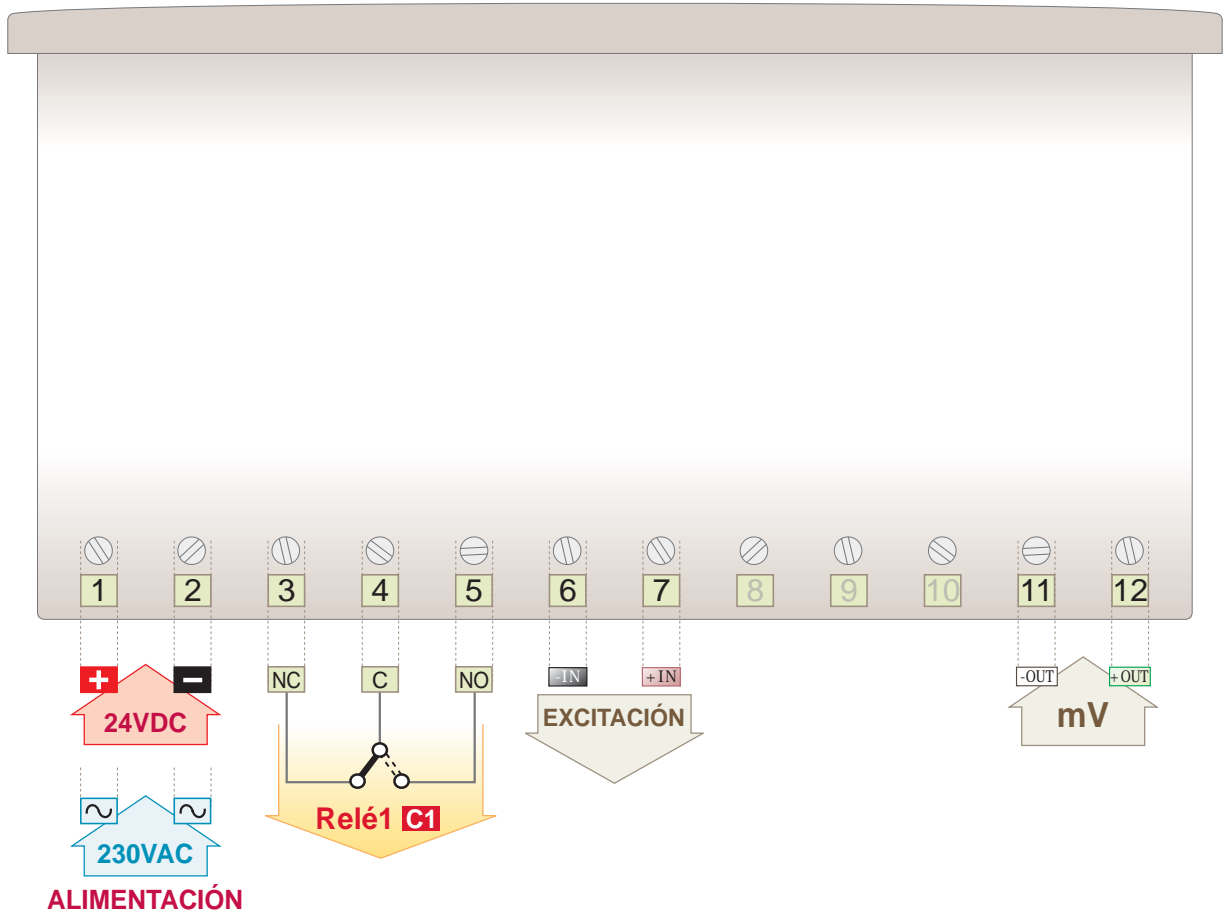 1 2 3 4 5 6 7 8 9 10 11 12
+ - NC C NO -IN +IN -OUT +OUT
24VDC EXCITACIÓN mV
Relé1 C1
230VAC
ALIMENTACIÓN